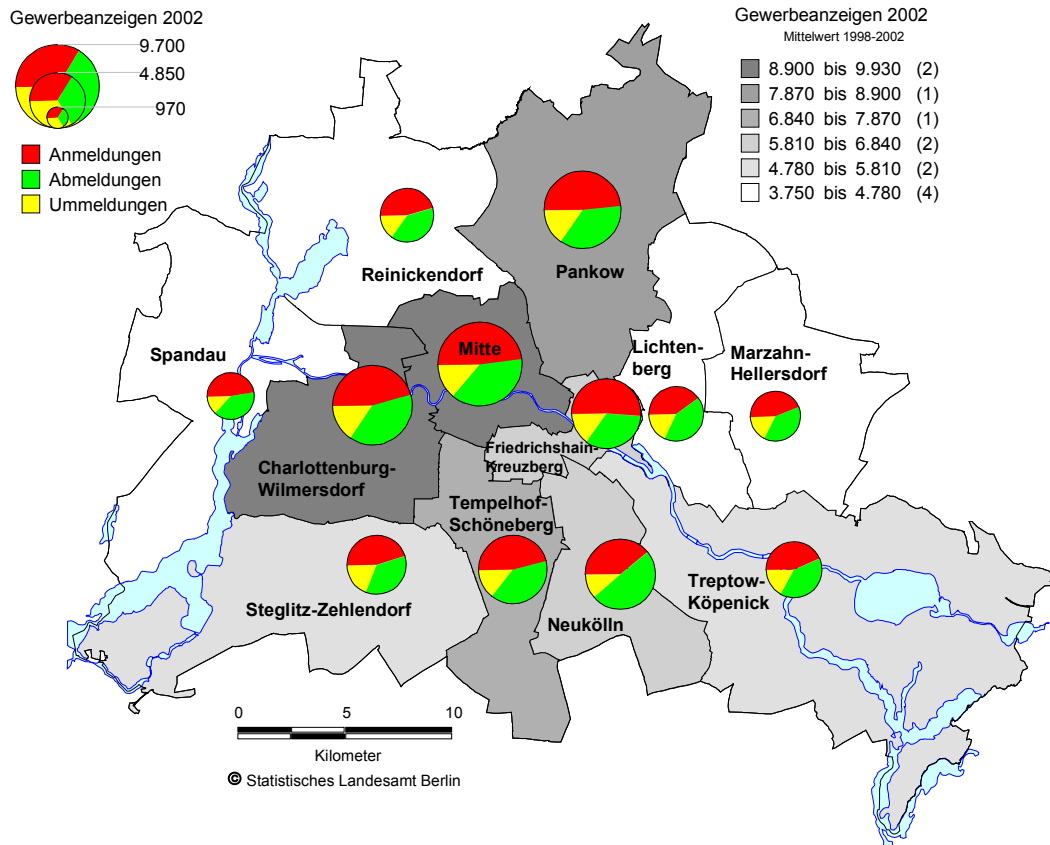 Gewerbeanzeigen 2002
9.700
4.850
970
Anmeldungen
Abmeldungen
Ummeldungen
Gewerbeanzeigen 2002
Mittelwert 1998-2002
8.900 bis 9.930 (2)
7.870 bis 8.900 (1)
6.840 bis 7.870 (1)
5.810 bis 6.840 (2)
4.780 bis 5.810 (2)
3.750 bis 4.780 (4)
Reinickendorf
Pankow
Spandau
Mitte
Lichten-
berg
Marzahn-
Hellersdorf
Charlottenburg-
Wilmersdorf
Friedrichshain-
Kreuzberg
Tempelhof-
Schöneberg
Steglitz-Zehlendorf
Neukölln
Treptow-
Köpenick
0 5 10
Kilometer
© Statistisches Landesamt Berlin